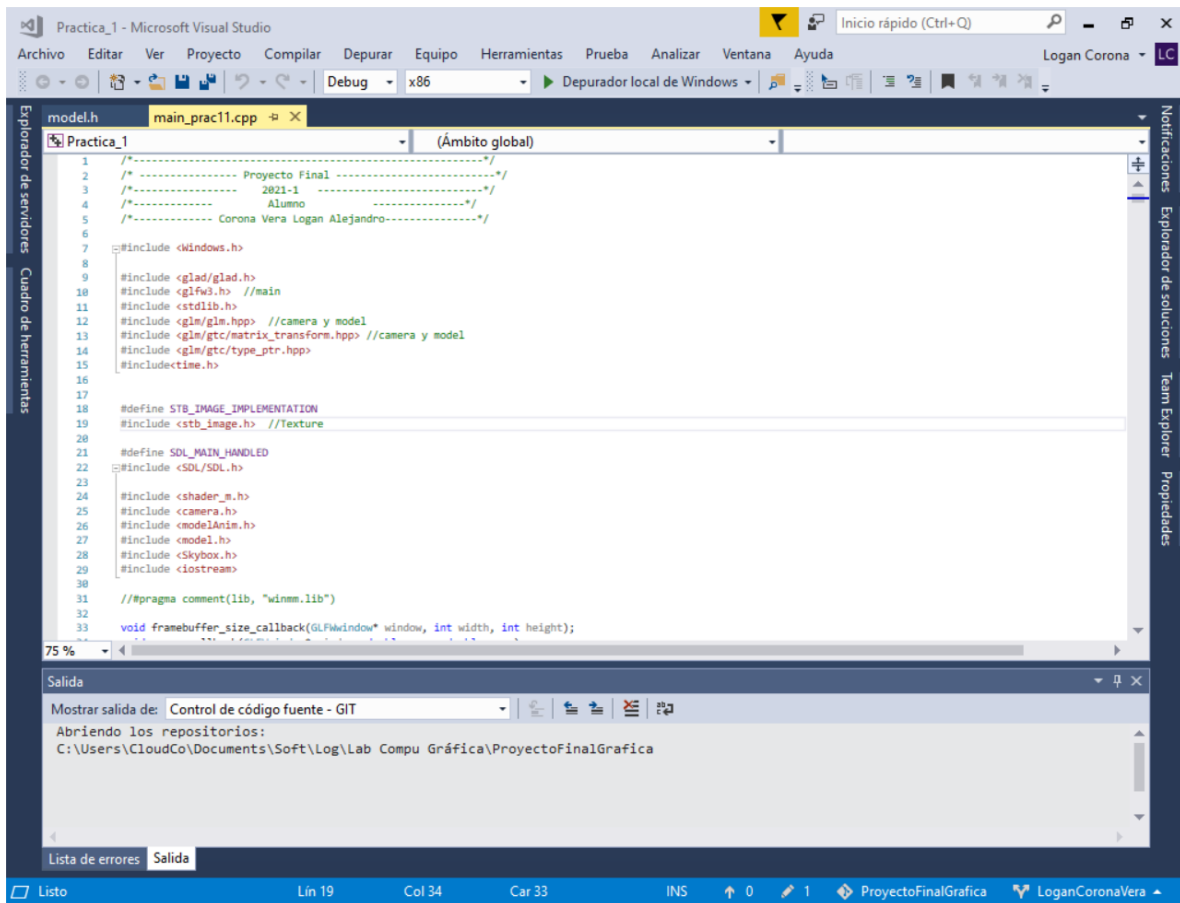 Practica_1 - Microsoft Visual Studio
Inicio rápido (Ctrl+Q)
Archivo Editar Ver Proyecto Compilar Depurar Equipo Herramientas Prueba Analizar Ventana Ayuda
Logan Corona LC
Debug x86 Depurador local de Windows
Explorador de servidores
Cuadro de herramientas
model.h main_prac11.cpp
Practica_1 (Ámbito global)
1 /*----------------------------------------------------------*/
2 /* ---------------- Proyecto Final --------------------------*/
3 /*----------------- 2021-1 ---------------------------*/
4 /*------------- Alumno ---------------*/
5 /*------------- Corona Vera Logan Alejandro---------------*/
6
7 #include <Windows.h>
8
9 #include <glad/glad.h>
10 #include <glfw3.h> //main
11 #include <stdlib.h>
12 #include <glm/glm.hpp> //camera y model
13 #include <glm/gtc/matrix_transform.hpp> //camera y model
14 #include <glm/gtc/type_ptr.hpp>
15 #include<time.h>
16
17
18 #define STB_IMAGE_IMPLEMENTATION
19 #include <stb_image.h> //Texture
20
21 #define SDL_MAIN_HANDLED
22 #include <SDL/SDL.h>
23
24 #include <shader_m.h>
25 #include <camera.h>
26 #include <modelAnim.h>
27 #include <model.h>
28 #include <Skybox.h>
29 #include <iostream>
30
31 //#pragma comment(lib, "winmm.lib")
32
33 void framebuffer_size_callback(GLFWwindow* window, int width, int height);
75 %
Notificaciones
Explorador de soluciones
Team Explorer
Propiedades
Salida
Mostrar salida de: Control de código fuente - GIT
Abriendo los repositorios:
C:\Users\CloudCo\Documents\Soft\Log\Lab Compu Gráfica\ProyectoFinalGrafica
Lista de errores Salida
Listo Lín 19 Col 34 Car 33 INS 0 1 ProyectoFinalGrafica LoganCoronaVera